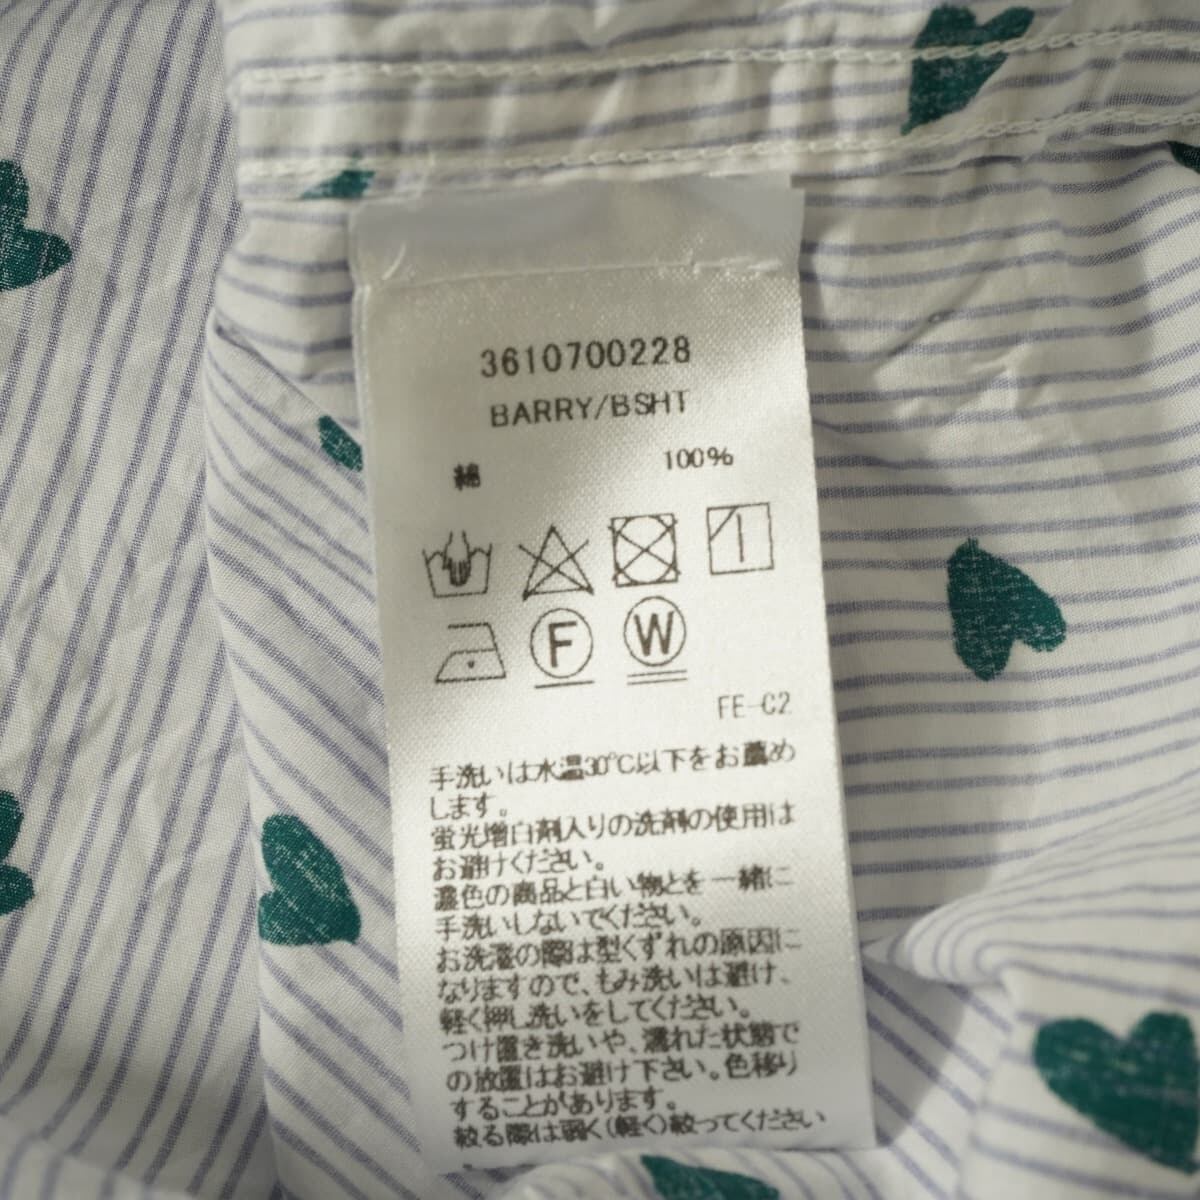 3610700228
BARRY/BSHT
綿 100%
F W
FE-C2
手洗いは水温30℃以下をお薦め
します。
蛍光増白剤入りの洗剤の使用は
お避けください。
濃色の商品と白い物とを一緒に
手洗いしないでください。
お洗濯の際は型くずれの原因に
なりますので、もみ洗いは避け、
軽く押し洗いをしてください。
つけ置き洗いや、濡れた状態で
の放置はお避け下さい。色移り
することがあります。
絞る際は弱く(軽く)絞ってください